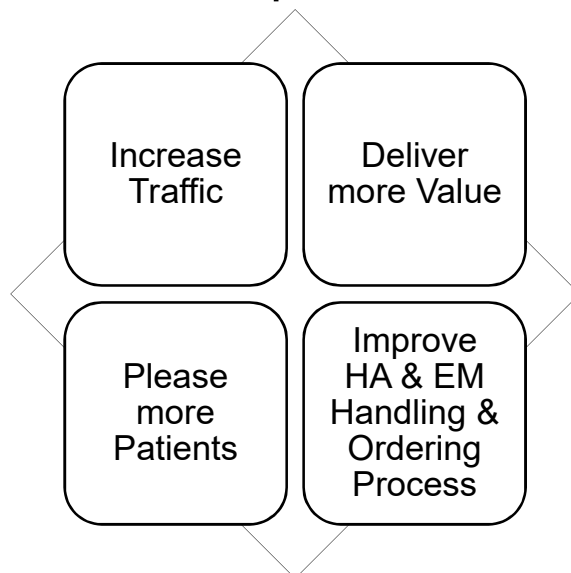 Increase
Traffic
Deliver
more Value
Please
more
Patients
Improve
HA & EM
Handling &
Ordering
Process